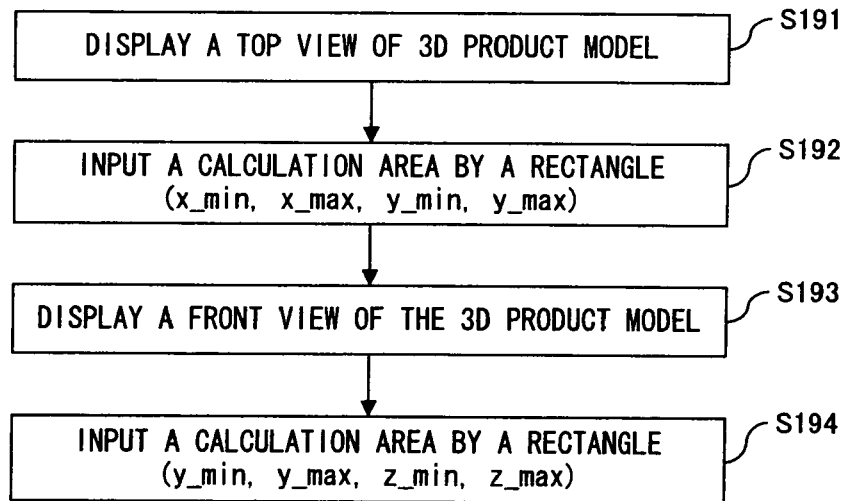 DISPLAY A TOP VIEW OF 3D PRODUCT MODEL
S191
INPUT A CALCULATION AREA BY A RECTANGLE
(x_min, x_max, y_min, y_max)
S192
DISPLAY A FRONT VIEW OF THE 3D PRODUCT MODEL
S193
INPUT A CALCULATION AREA BY A RECTANGLE
(y_min, y_max, z_min, z_max)
S194